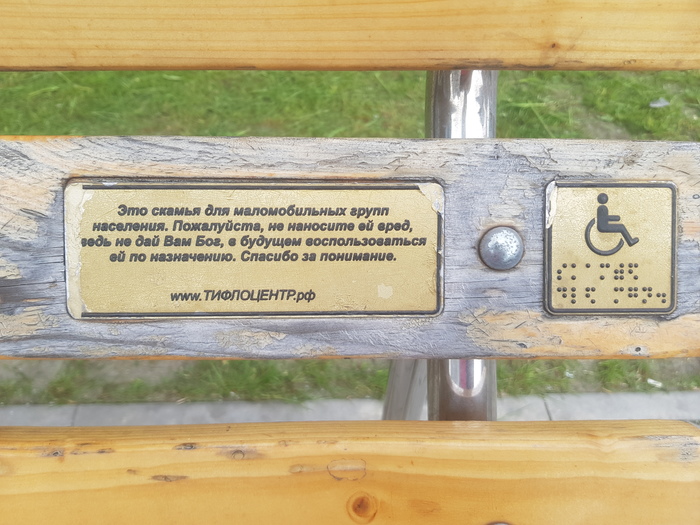 Это скамья для маломобильных групп
населения. Пожалуйста, не наносите ей вред,
ведь не дай Вам Бог, в будущем воспользоваться
ей по назначению. Спасибо за понимание.
www.ТИФЛОЦЕНТР.рф